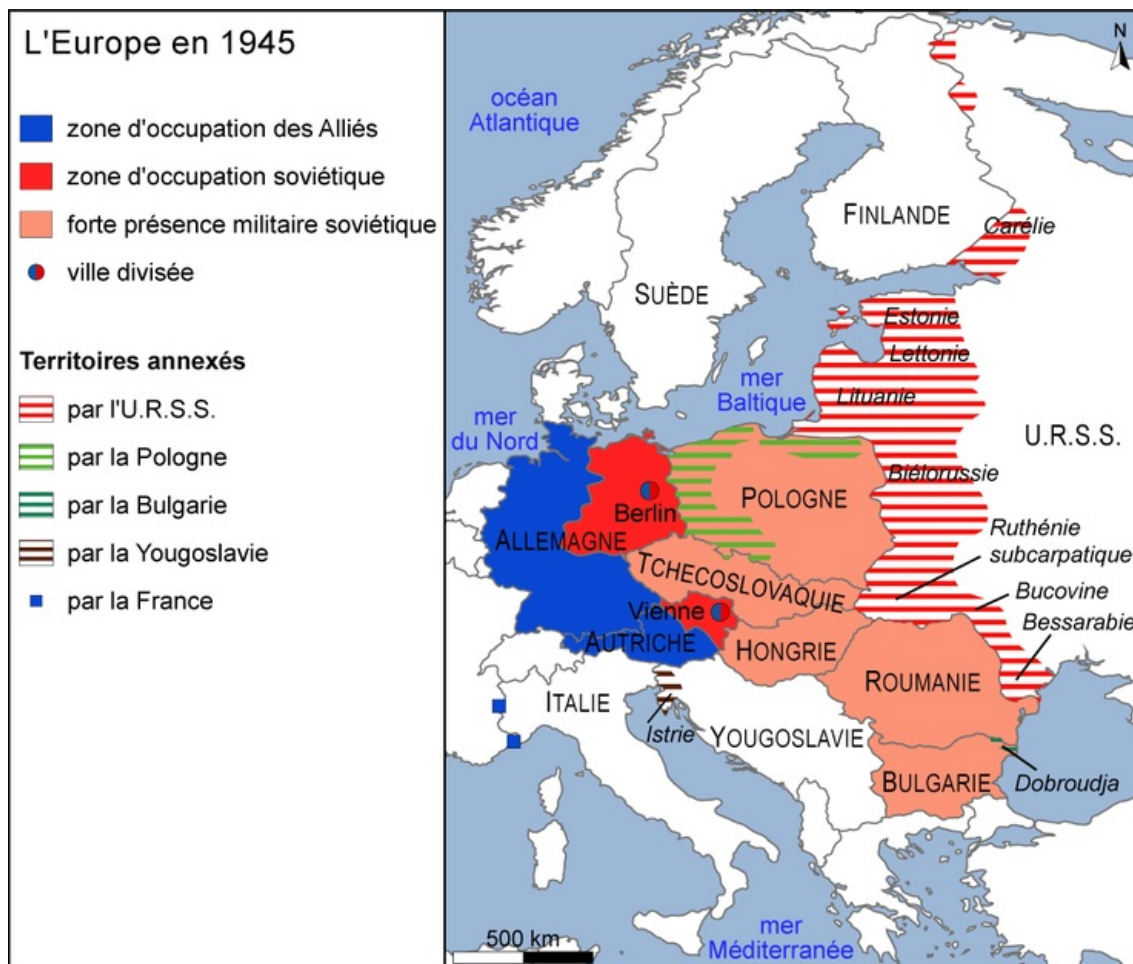 L'Europe en 1945
zone d'occupation des Alliés
zone d'occupation soviétique
forte présence militaire soviétique
ville divisée
Territoires annexés
par l'U.R.S.S.
par la Pologne
par la Bulgarie
par la Yougoslavie
par la France
N
océan
Atlantique
FINLANDE
Carélie
SUÈDE
Estonie
Lettonie
mer
Baltique
Lituanie
mer
du Nord
U.R.S.S.
Biélorussie
POLOGNE
Berlin
ALLEMAGNE
Ruthénie
subcarpatique
TCHECOSLOVAQUIE
Bucovine
Vienne
Bessarabie
AUTRICHE
HONGRIE
ROUMANIE
ITALIE
Istrie
YOUGOSLAVIE
BULGARIE
Dobroudja
mer
Méditerranée
500 km